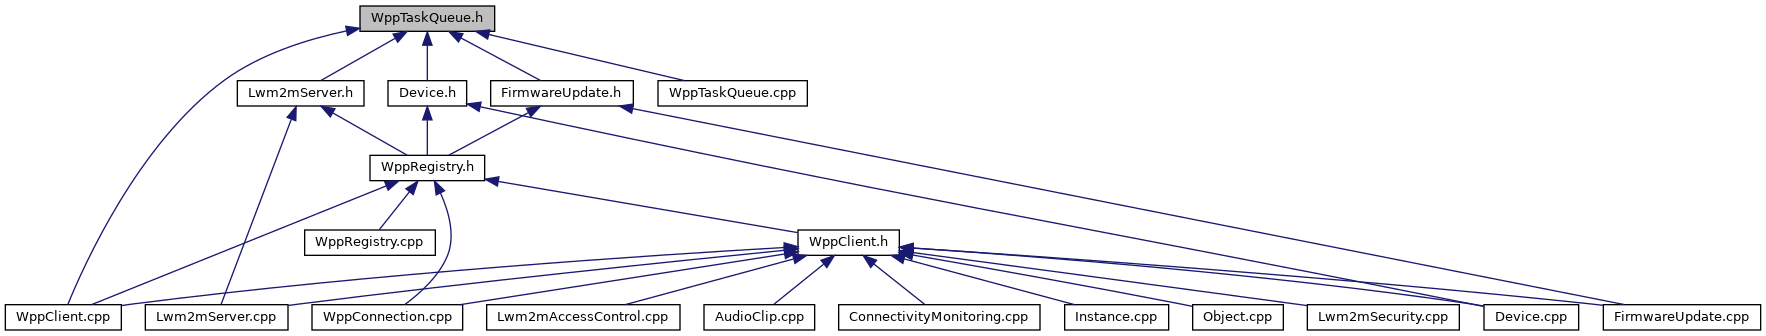 WppTaskQueue.h
Lwm2mServer.h
Device.h
FirmwareUpdate.h
WppTaskQueue.cpp
WppRegistry.h
WppRegistry.cpp
WppClient.h
WppClient.cpp
Lwm2mServer.cpp
WppConnection.cpp
Lwm2mAccessControl.cpp
AudioClip.cpp
ConnectivityMonitoring.cpp
Instance.cpp
Object.cpp
Lwm2mSecurity.cpp
Device.cpp
FirmwareUpdate.cpp